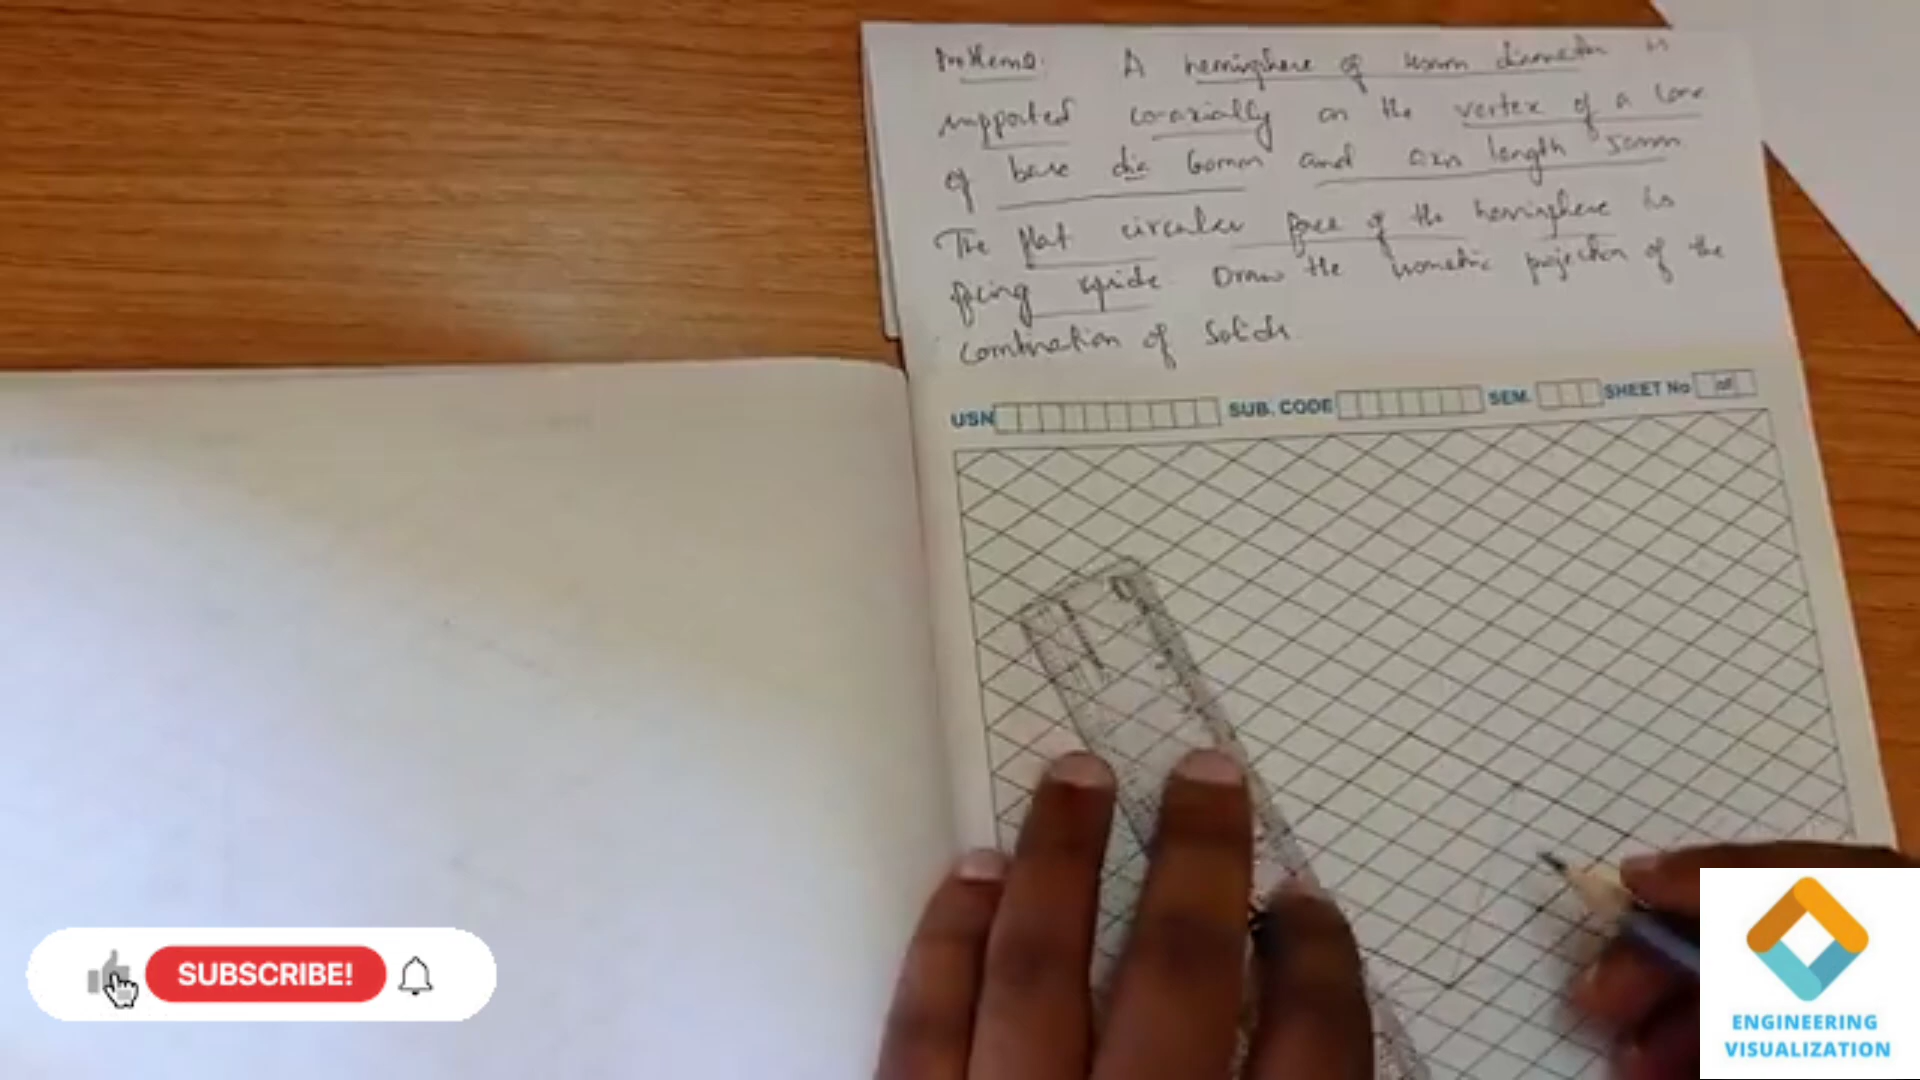 Problem: A hemisphere of 40mm diameter is
supported co-axially on the vertex of a cone
of base dia 60mm and axis length 50mm
The flat circular face of the hemisphere is
facing upside. Draw the isometric projection of the
combination of Solids
USN SUB. CODE SEM. SHEET No of
SUBSCRIBE!
ENGINEERING
VISUALIZATION